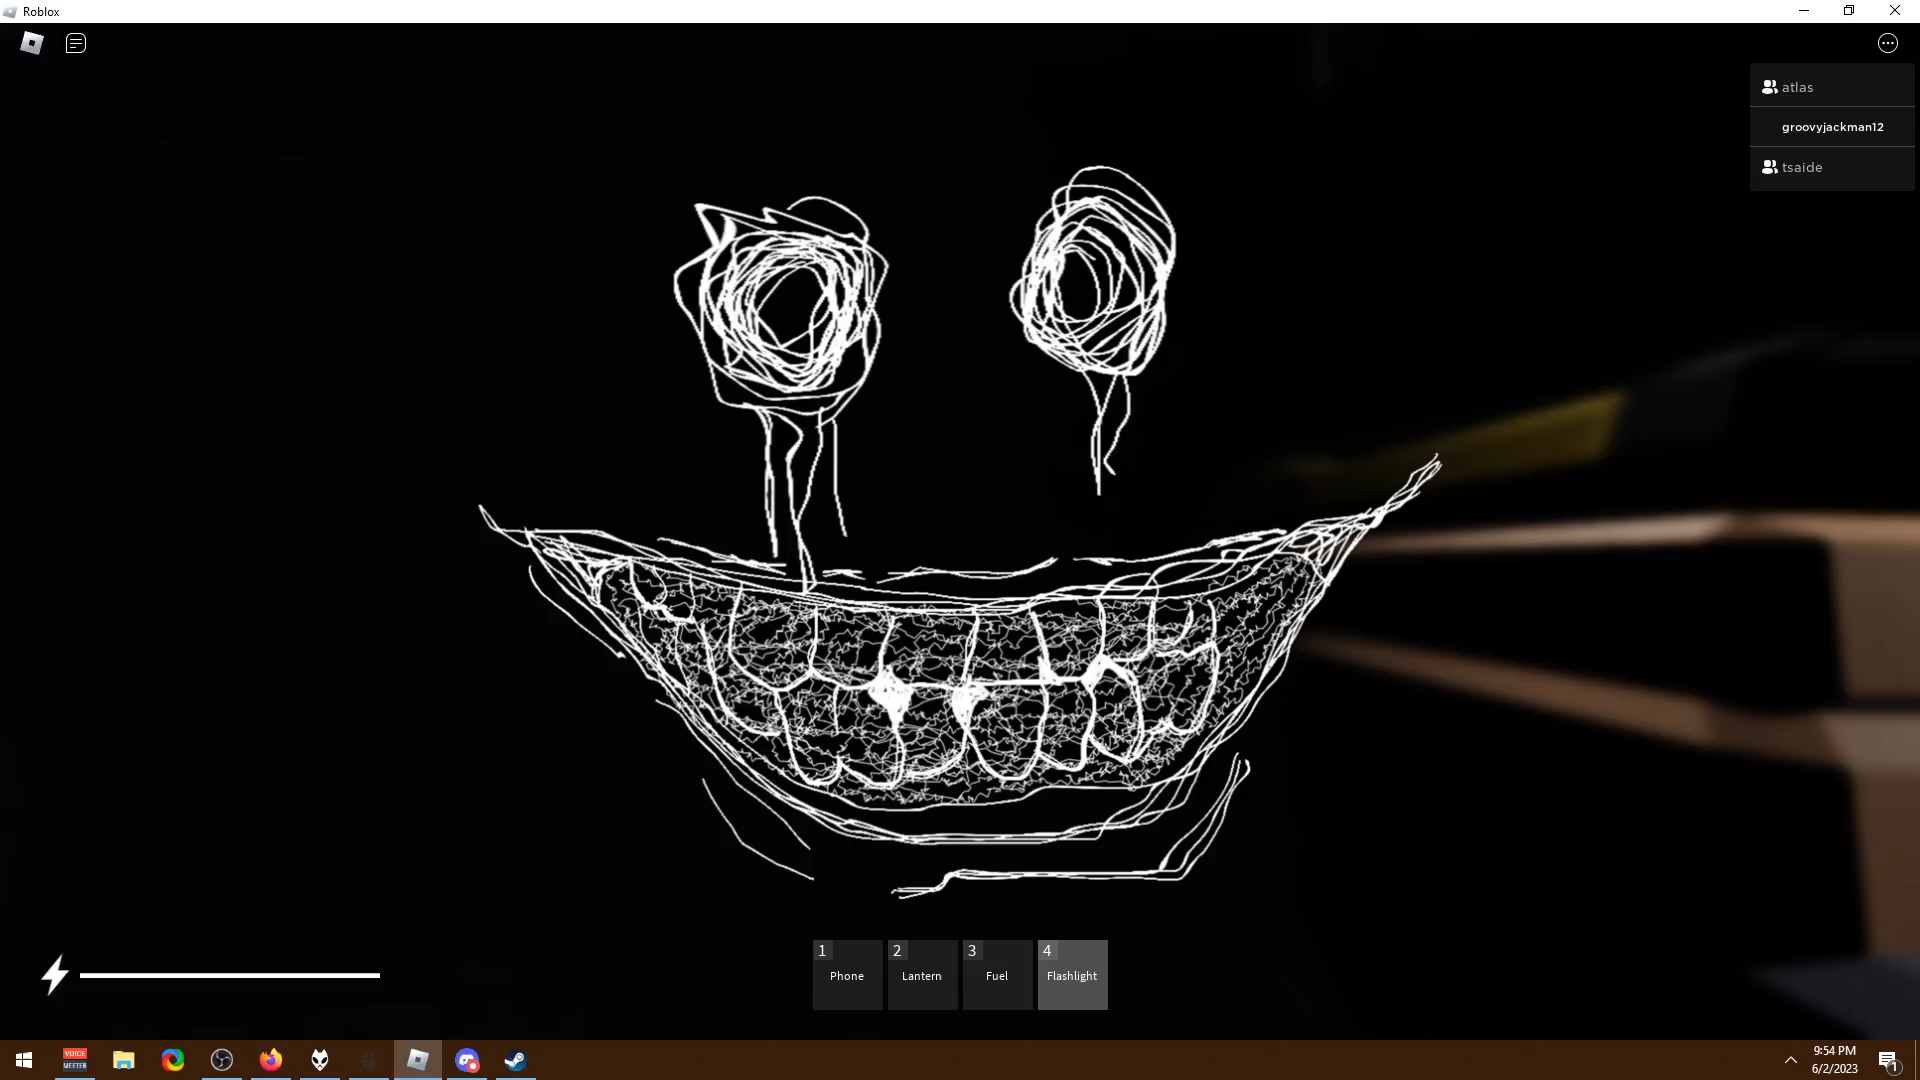 Roblox
atlas
groovyjackman12
tsaide
1
Phone
2
Lantern
3
Fuel
4
Flashlight
VOICE
MEETER
9:54 PM
6/2/2023
1